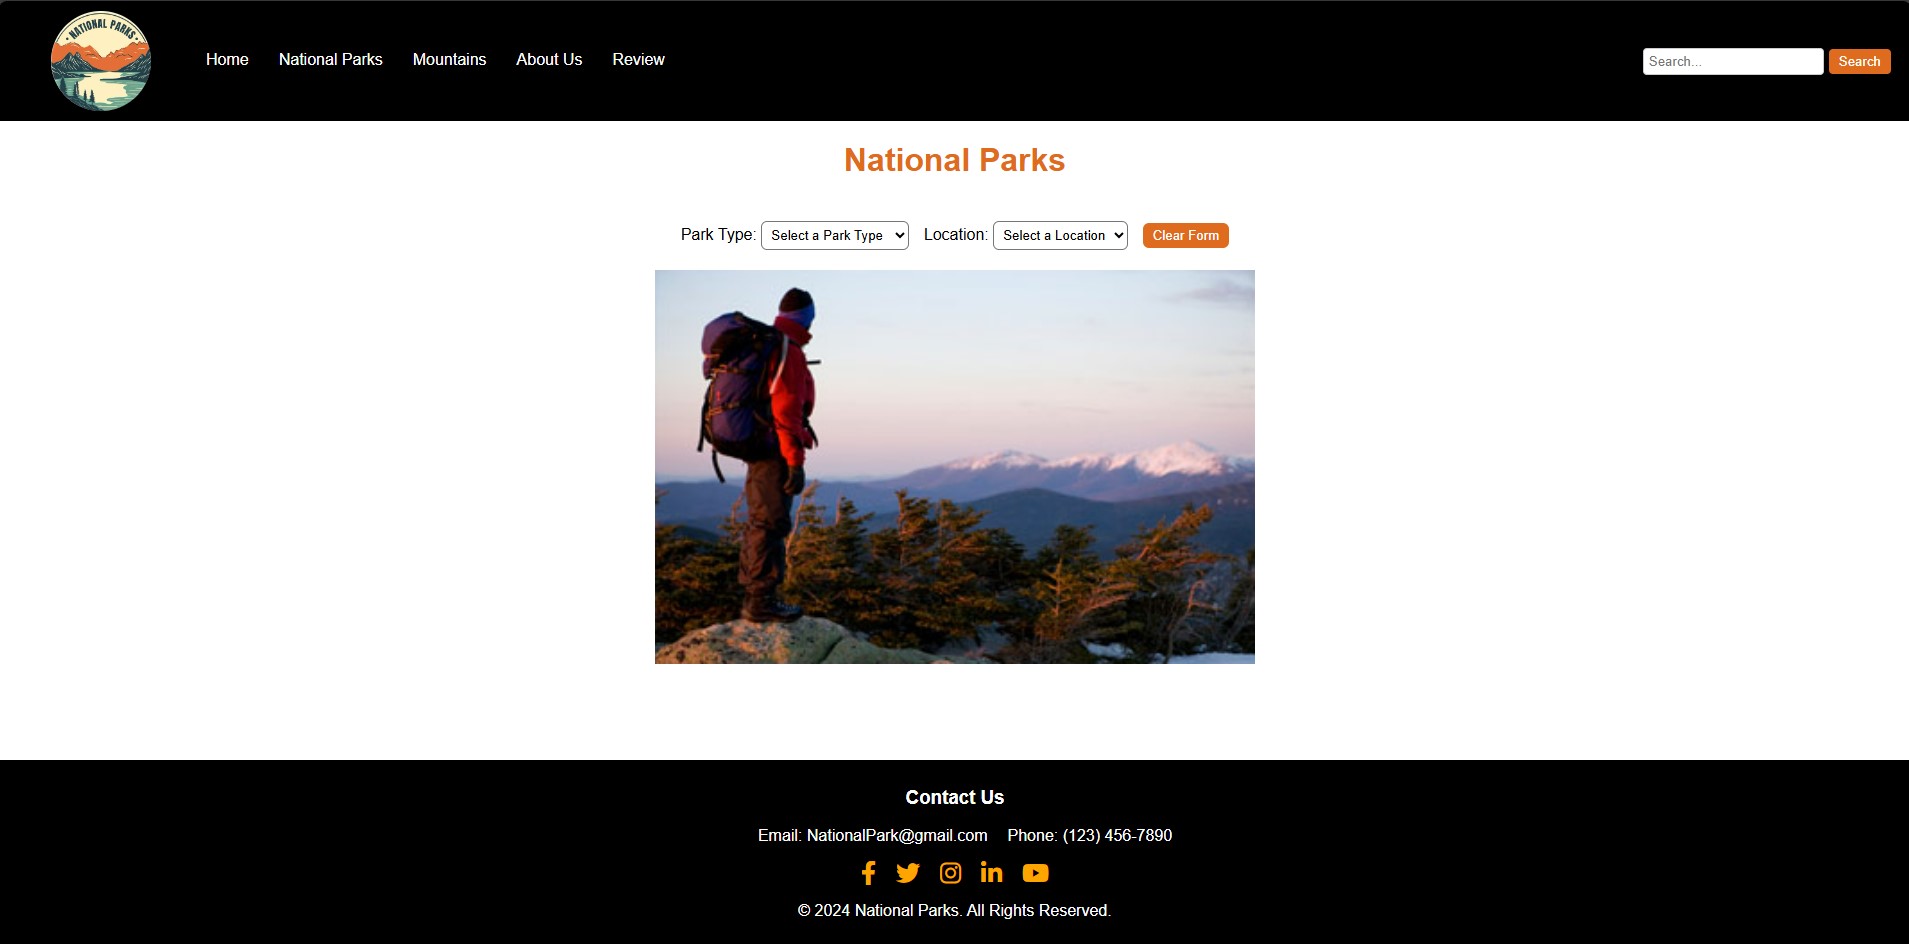 NATIONAL PARKS
Home National Parks Mountains About Us Review
Search... Search
National Parks
Park Type: Select a Park Type Location: Select a Location Clear Form
Contact Us
Email: NationalPark@gmail.com Phone: (123) 456-7890
© 2024 National Parks. All Rights Reserved.